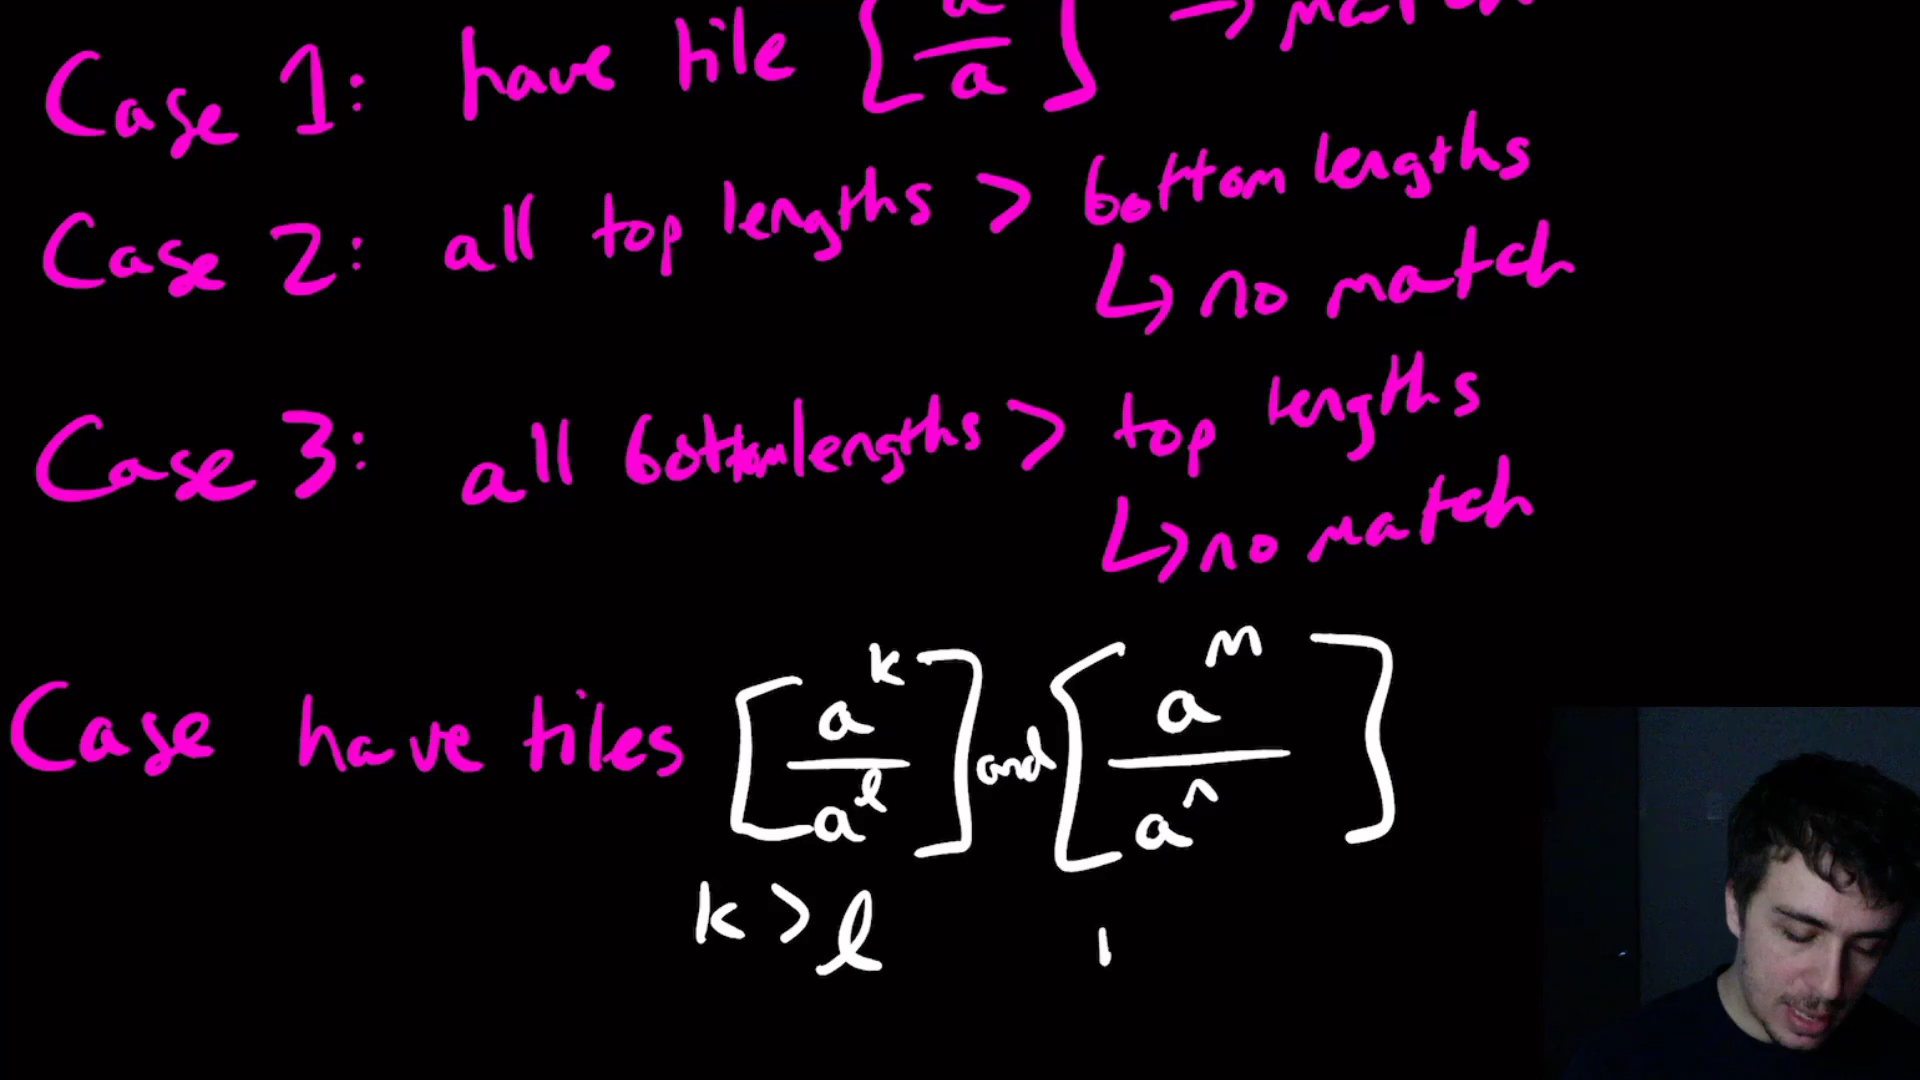 Case 1: have tile [a/a] → match
Case 2: all top lengths > bottom lengths
↳ no match
Case 3: all bottom lengths > top lengths
↳ no match
Case have tiles [a^k/a^l] and [a^m/a^n]
k > l